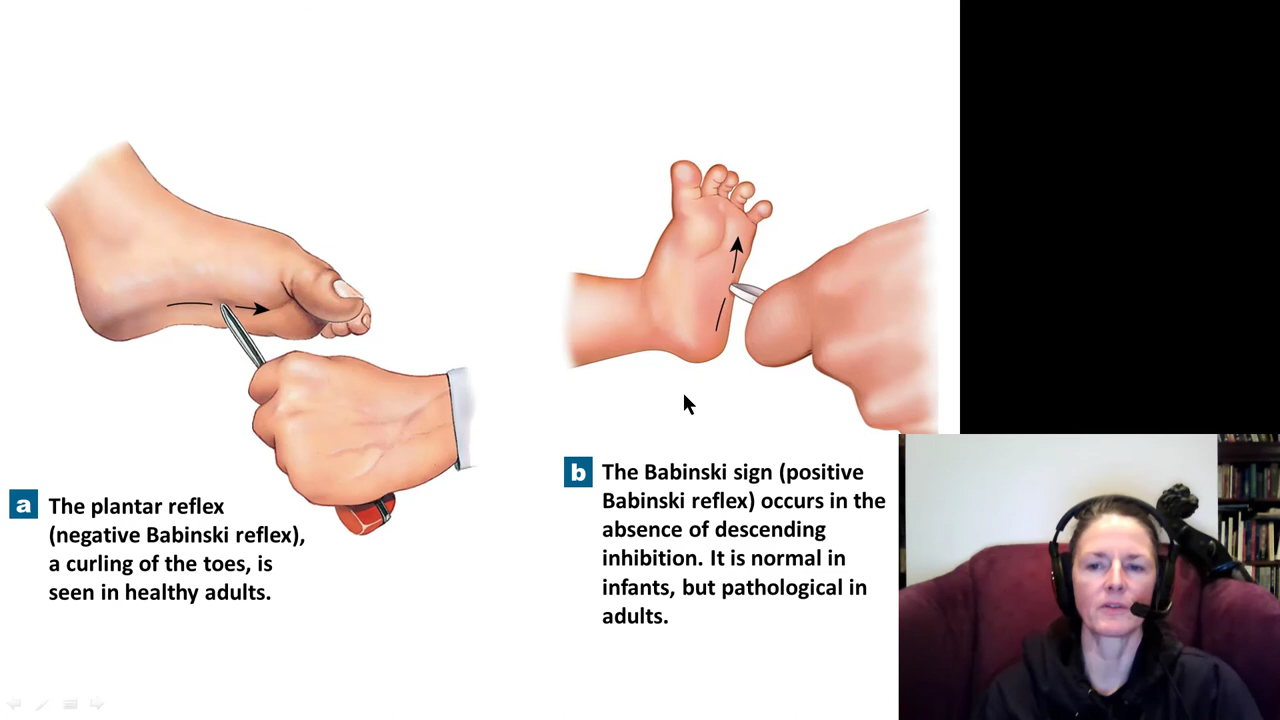 a The plantar reflex
(negative Babinski reflex),
a curling of the toes, is
seen in healthy adults.
b The Babinski sign (positive
Babinski reflex) occurs in the
absence of descending
inhibition. It is normal in
infants, but pathological in
adults.